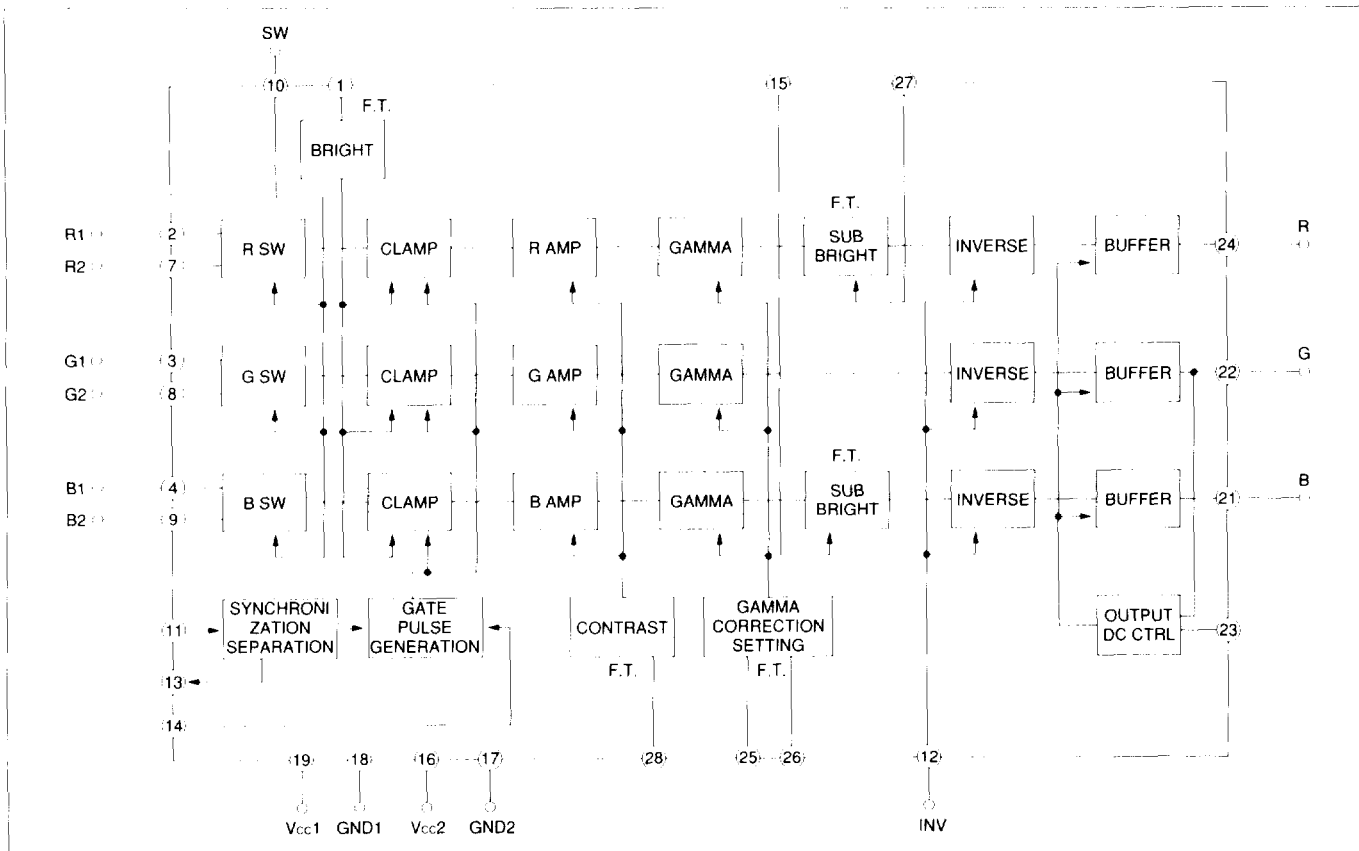 SW
10
1
15
27
F.T.
BRIGHT
F.T.
R1
2
R SW
CLAMP
R AMP
GAMMA
SUB
BRIGHT
INVERSE
BUFFER
24
R
R2
7
G1
3
G SW
CLAMP
G AMP
GAMMA
INVERSE
BUFFER
22
G
G2
8
F.T.
B1
4
B SW
CLAMP
B AMP
GAMMA
SUB
BRIGHT
INVERSE
BUFFER
21
B
B2
9
11
SYNCHRONI
ZATION
SEPARATION
GATE
PULSE
GENERATION
CONTRAST
GAMMA
CORRECTION
SETTING
OUTPUT
DC CTRL
23
F.T.
F.T.
13
14
19
18
16
17
28
25
26
12
Vcc1
GND1
Vcc2
GND2
INV